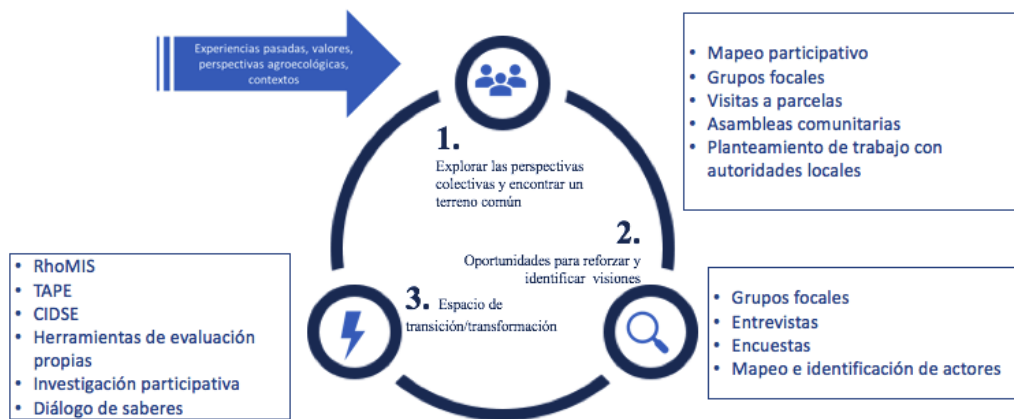 Experiencias pasadas, valores,
perspectivas agroecológicas,
contextos
• Mapeo participativo
• Grupos focales
• Visitas a parcelas
• Asambleas comunitarias
• Planteamiento de trabajo con
autoridades locales
1.
Explorar las perspectivas
colectivas y encontrar un
terreno común
2.
Oportunidades para reforzar y
identificar visiones
• Grupos focales
• Entrevistas
• Encuestas
• Mapeo e identificación de actores
3. Espacio de
transición/transformación
• RhoMIS
• TAPE
• CIDSE
• Herramientas de evaluación
propias
• Investigación participativa
• Diálogo de saberes